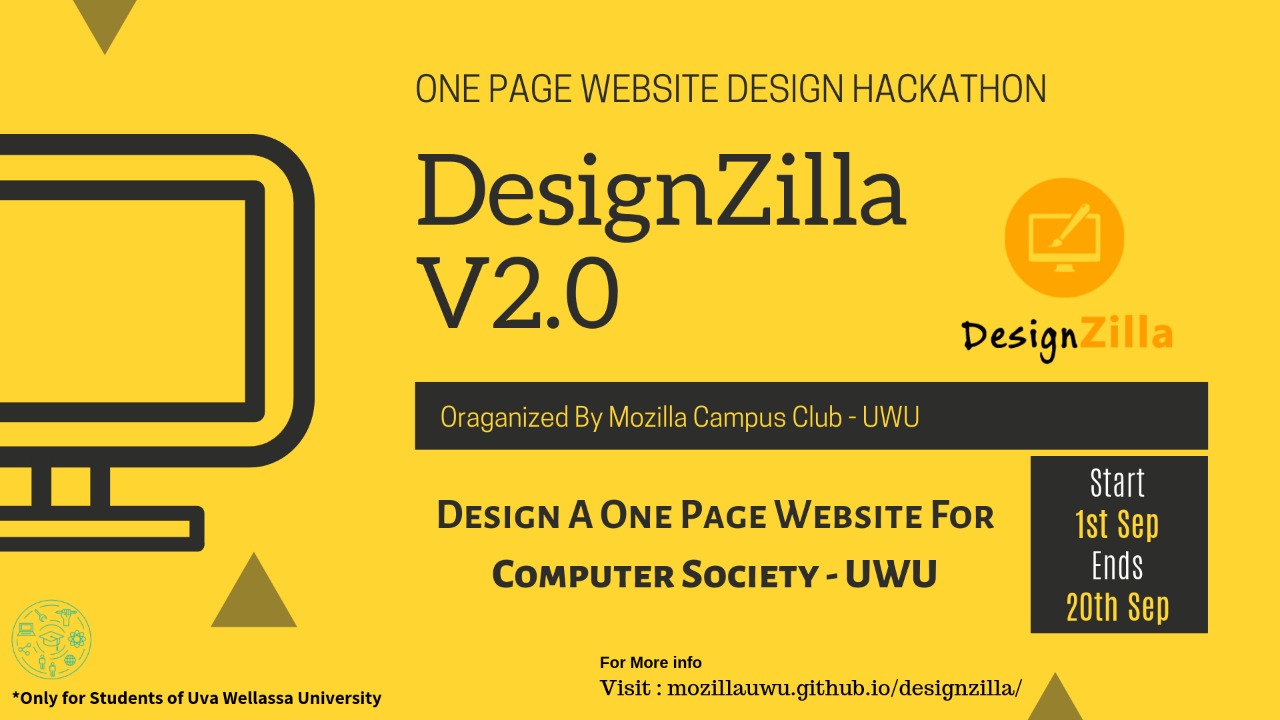 ONE PAGE WEBSITE DESIGN HACKATHON
DesignZilla
V2.0
DesignZilla
Oraganized By Mozilla Campus Club - UWU
Design A One Page Website For
Computer Society - UWU
Start
1st Sep
Ends
20th Sep
For More info
Visit : mozillauwu.github.io/designzilla/
*Only for Students of Uva Wellassa University